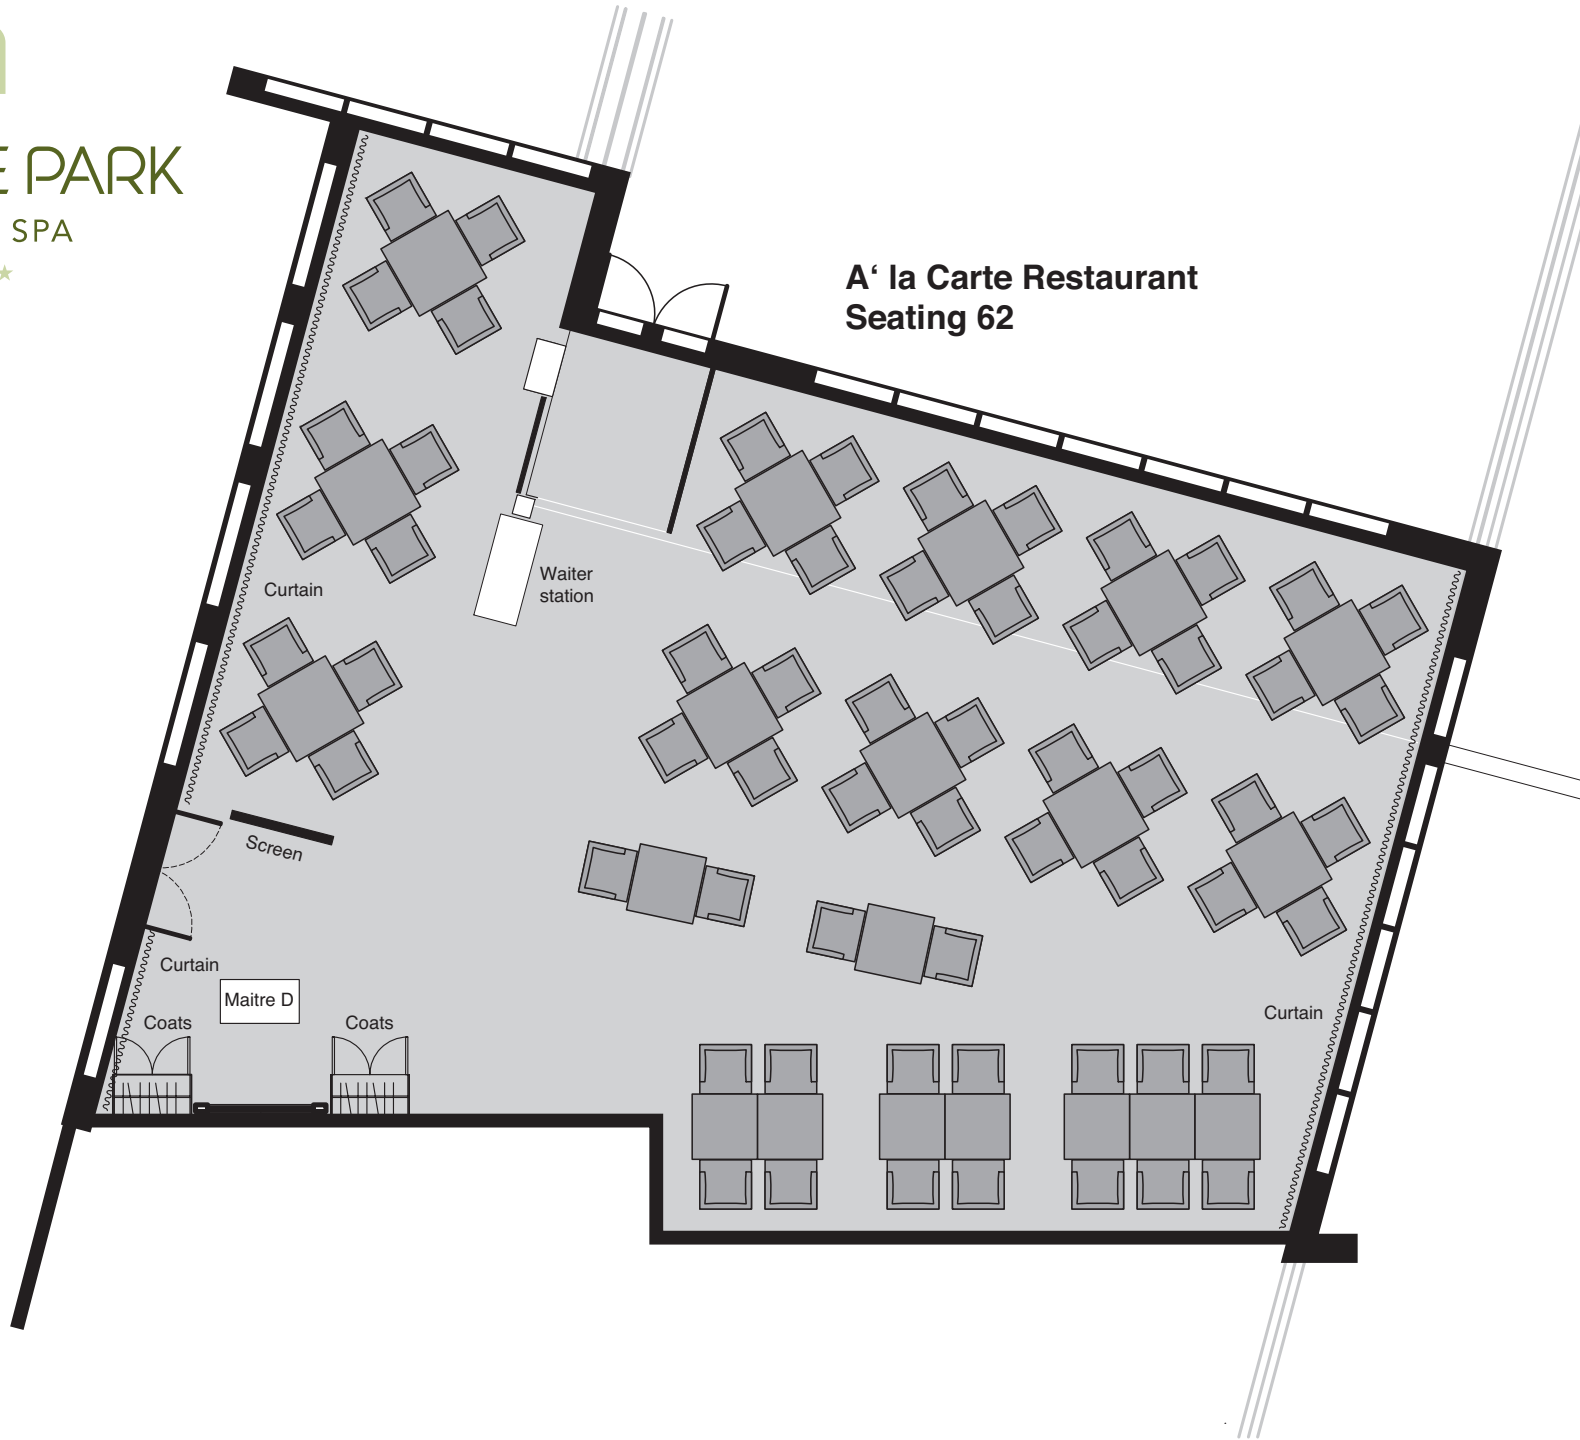 E PARK
SPA
A‘ la Carte Restaurant
Seating 62
Waiter
station
Curtain
Screen
Curtain
Maitre D
Coats
Coats
Curtain